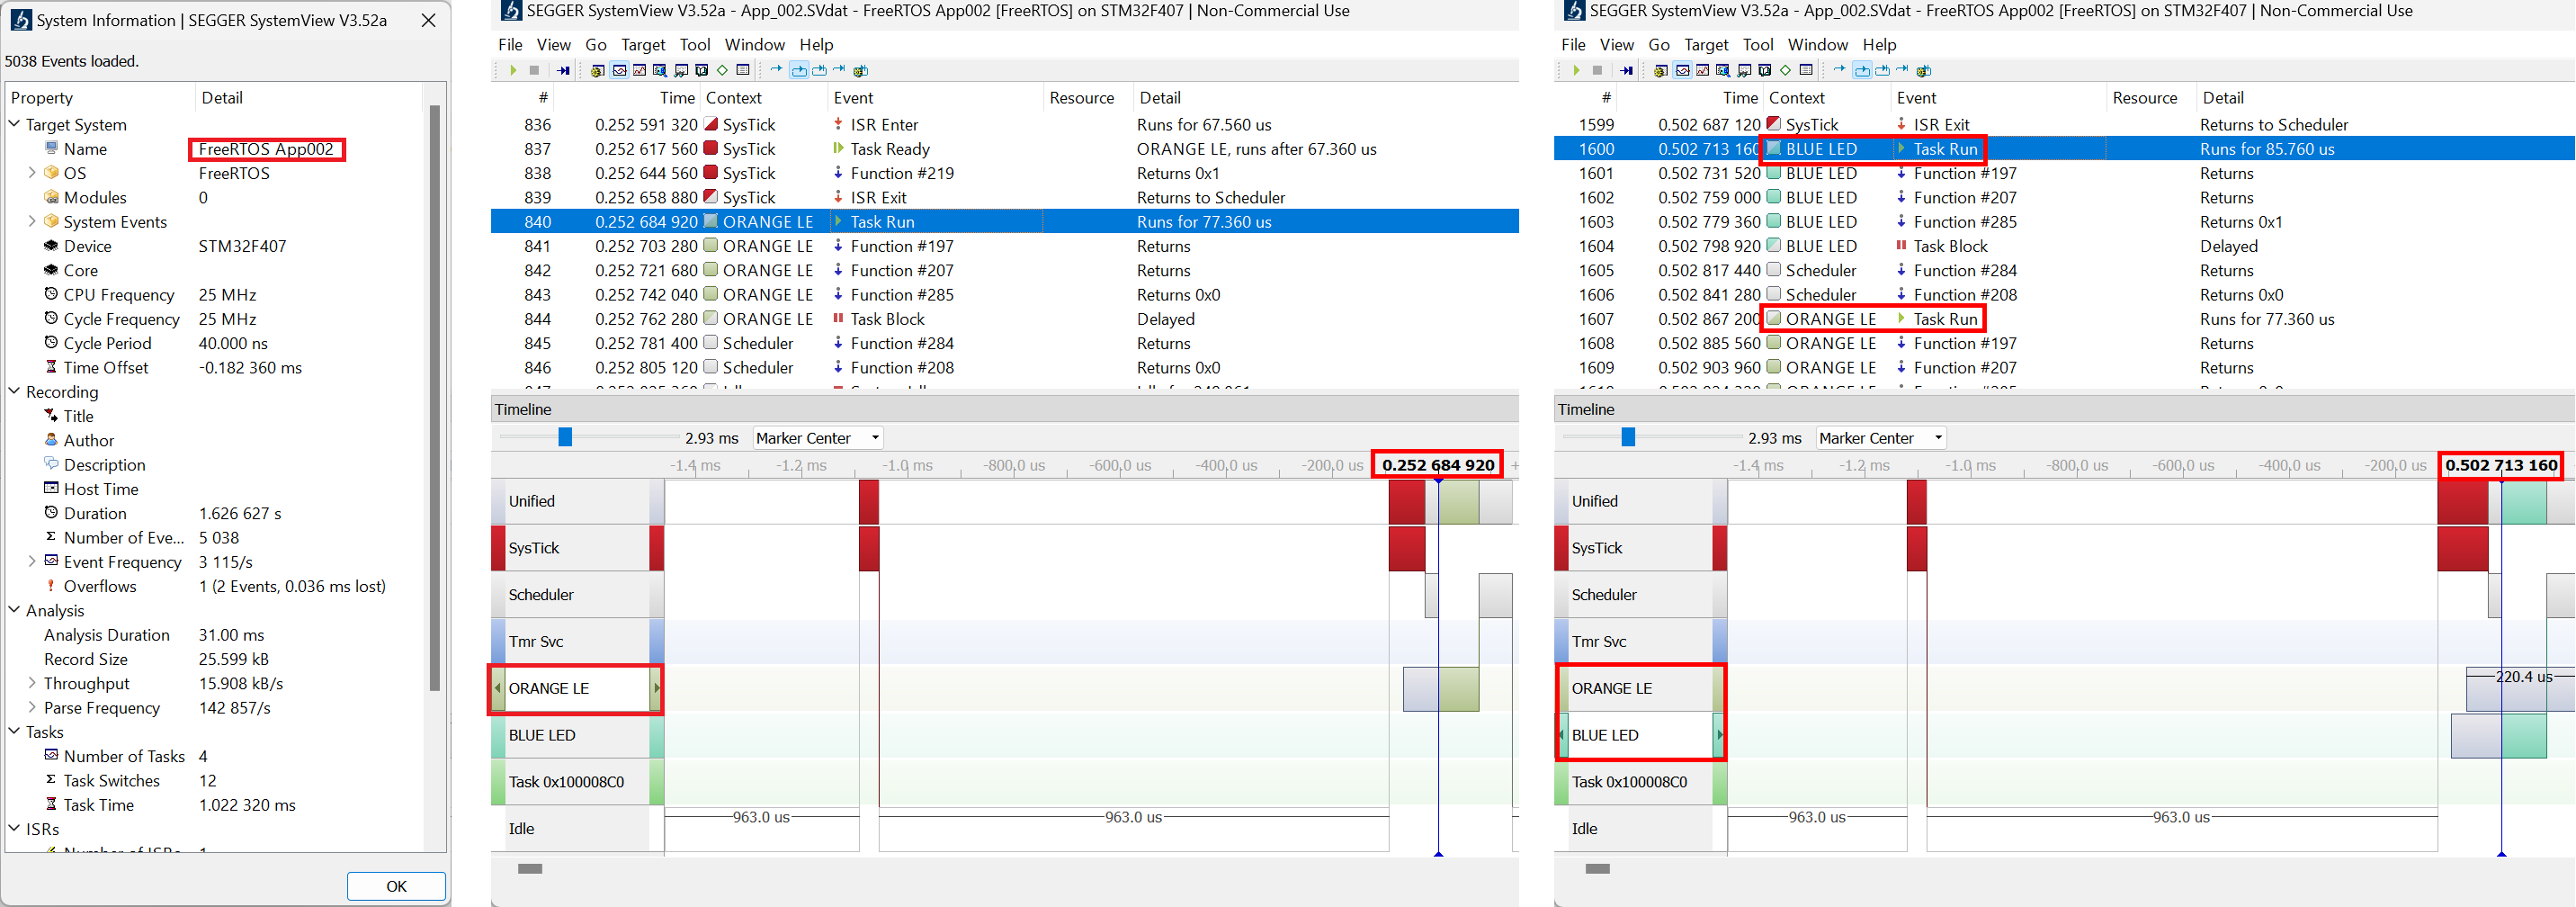 System Information | SEGGER SystemView V3.52a
5038 Events loaded.
Property Detail
Target System
Name FreeRTOS App002
OS FreeRTOS
Modules 0
System Events
Device STM32F407
Core
CPU Frequency 25 MHz
Cycle Frequency 25 MHz
Cycle Period 40.000 ns
Time Offset -0.182 360 ms
Recording
Title
Author
Description
Host Time
Duration 1.626 627 s
Number of Eve... 5 038
Event Frequency 3 115/s
Overflows 1 (2 Events, 0.036 ms lost)
Analysis
Analysis Duration 31.00 ms
Record Size 25.599 kB
Throughput 15.908 kB/s
Parse Frequency 142 857/s
Tasks
Number of Tasks 4
Task Switches 12
Task Time 1.022 320 ms
ISRs
OK
SEGGER SystemView V3.52a - App_002.SVdat - FreeRTOS App002 [FreeRTOS] on STM32F407 | Non-Commercial Use
File View Go Target Tool Window Help
# Time Context Event Resource Detail
836 0.252 591 320 SysTick ISR Enter Runs for 67.560 us
837 0.252 617 560 SysTick Task Ready ORANGE LE, runs after 67.360 us
838 0.252 644 560 SysTick Function #219 Returns 0x1
839 0.252 658 880 SysTick ISR Exit Returns to Scheduler
840 0.252 684 920 ORANGE LE Task Run Runs for 77.360 us
841 0.252 703 280 ORANGE LE Function #197 Returns
842 0.252 721 680 ORANGE LE Function #207 Returns
843 0.252 742 040 ORANGE LE Function #285 Returns 0x0
844 0.252 762 280 ORANGE LE Task Block Delayed
845 0.252 781 400 Scheduler Function #284 Returns
846 0.252 805 120 Scheduler Function #208 Returns 0x0
Timeline
2.93 ms Marker Center
-1.4 ms -1.2 ms -1.0 ms -800.0 us -600.0 us -400.0 us -200.0 us 0.252 684 920 +
Unified
SysTick
Scheduler
Tmr Svc
ORANGE LE
BLUE LED
Task 0x100008C0
963.0 us 963.0 us
Idle
SEGGER SystemView V3.52a - App_002.SVdat - FreeRTOS App002 [FreeRTOS] on STM32F407 | Non-Commercial Use
File View Go Target Tool Window Help
# Time Context Event Resource Detail
1599 0.502 687 120 SysTick ISR Exit Returns to Scheduler
1600 0.502 713 160 BLUE LED Task Run Runs for 85.760 us
1601 0.502 731 520 BLUE LED Function #197 Returns
1602 0.502 759 000 BLUE LED Function #207 Returns
1603 0.502 779 360 BLUE LED Function #285 Returns 0x1
1604 0.502 798 920 BLUE LED Task Block Delayed
1605 0.502 817 440 Scheduler Function #284 Returns
1606 0.502 841 280 Scheduler Function #208 Returns 0x0
1607 0.502 867 200 ORANGE LE Task Run Runs for 77.360 us
1608 0.502 885 560 ORANGE LE Function #197 Returns
1609 0.502 903 960 ORANGE LE Function #207 Returns
Timeline
2.93 ms Marker Center
-1.4 ms -1.2 ms -1.0 ms -800.0 us -600.0 us -400.0 us -200.0 us 0.502 713 160
Unified
SysTick
Scheduler
Tmr Svc
220.4 us
ORANGE LE
BLUE LED
Task 0x100008C0
963.0 us 963.0 us
Idle